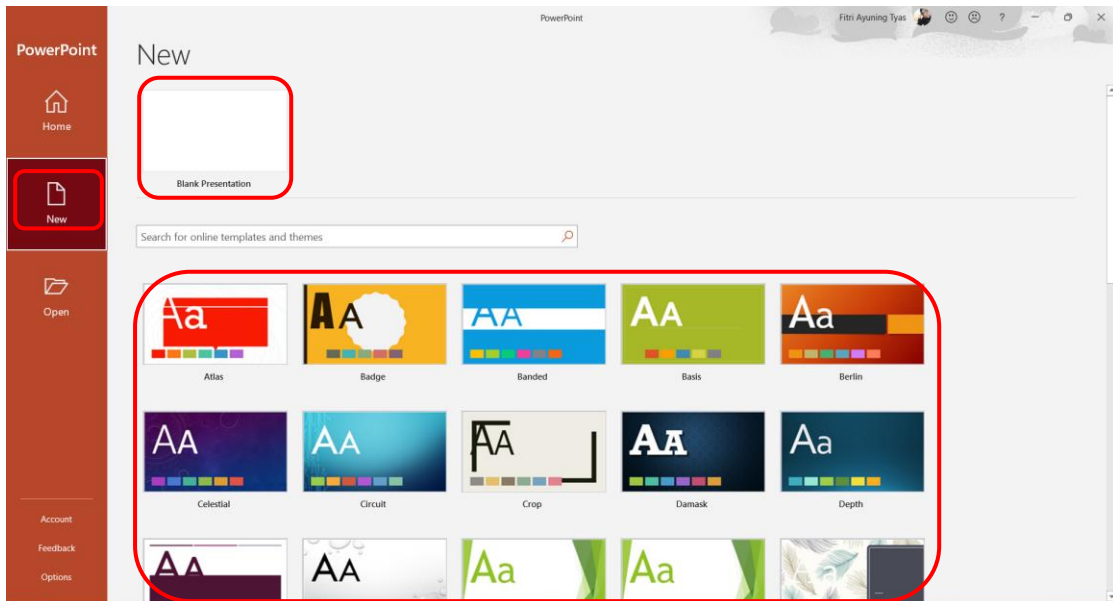 PowerPoint
Fitri Ayuning Tyas
?
PowerPoint
Home
New
Open
Account
Feedback
Options
New
Blank Presentation
Search for online templates and themes
Aa AA AA AA Aa
Atlas Badge Banded Basis Berlin
AA AA AA AA Aa
Celestial Circuit Crop Damask Depth
AA AA Aa Aa